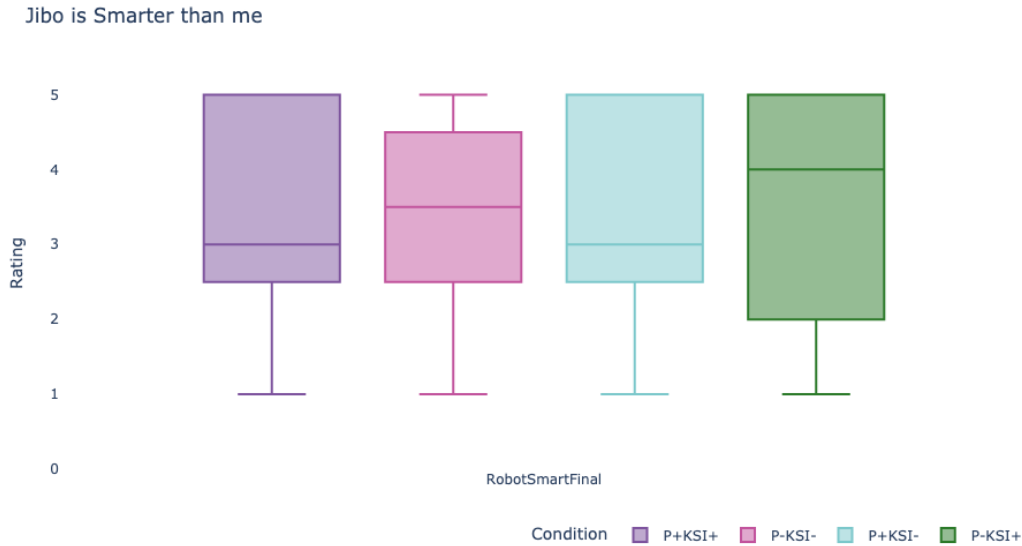 Jibo is Smarter than me
5
4
3
2
1
0
Rating
RobotSmartFinal
Condition P+KSI+ P-KSI- P+KSI- P-KSI+